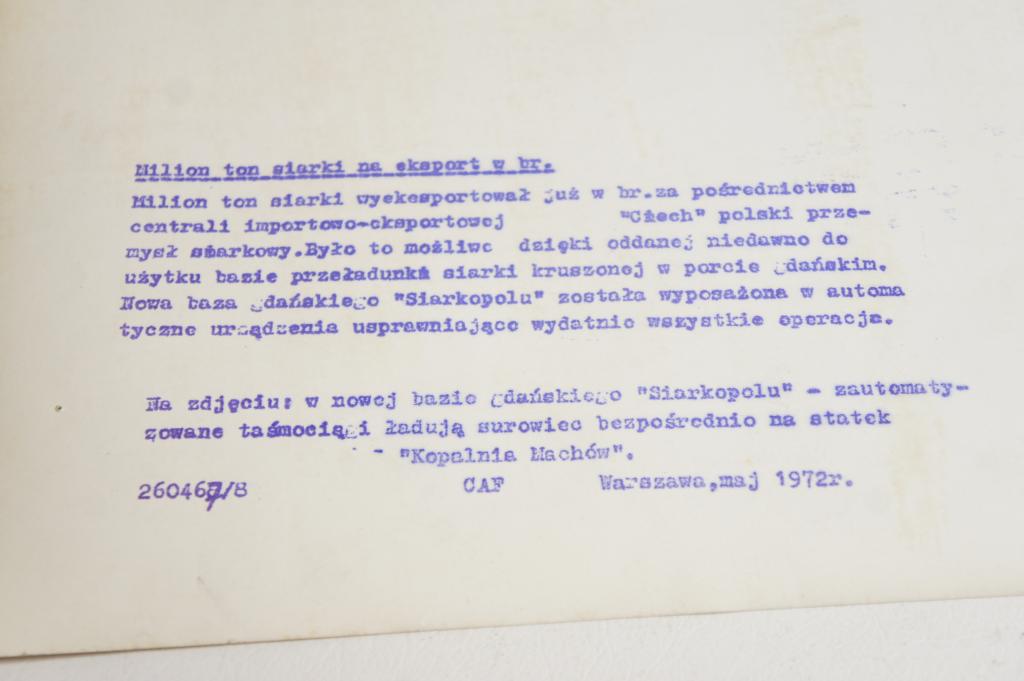 Milion ton siarki na eksport w br.
Milion ton siarki wyekesportował już w br.za pośrednictwem
centrali importowo-eksportowej "Ciech" polski prze-
mysł siarkowy.Było to możliwe dzięki oddanej niedawno do
użytku bazie przeładunku siarki kruszonej w porcie gdańskim.
Nowa baza gdańskiego "Siarkopolu" została wyposażona w automa
tyczne urządzenia usprawniające wydatnie wszystkie operacje.
Na zdjęciu: w nowej bazie gdańskiego "Siarkopolu" - zautomaty-
zowane taśmociągi ładują surowiec bezpośrednio na statek
- "Kopalnia Machów".
260467/8 CAF Warszawa,maj 1972r.